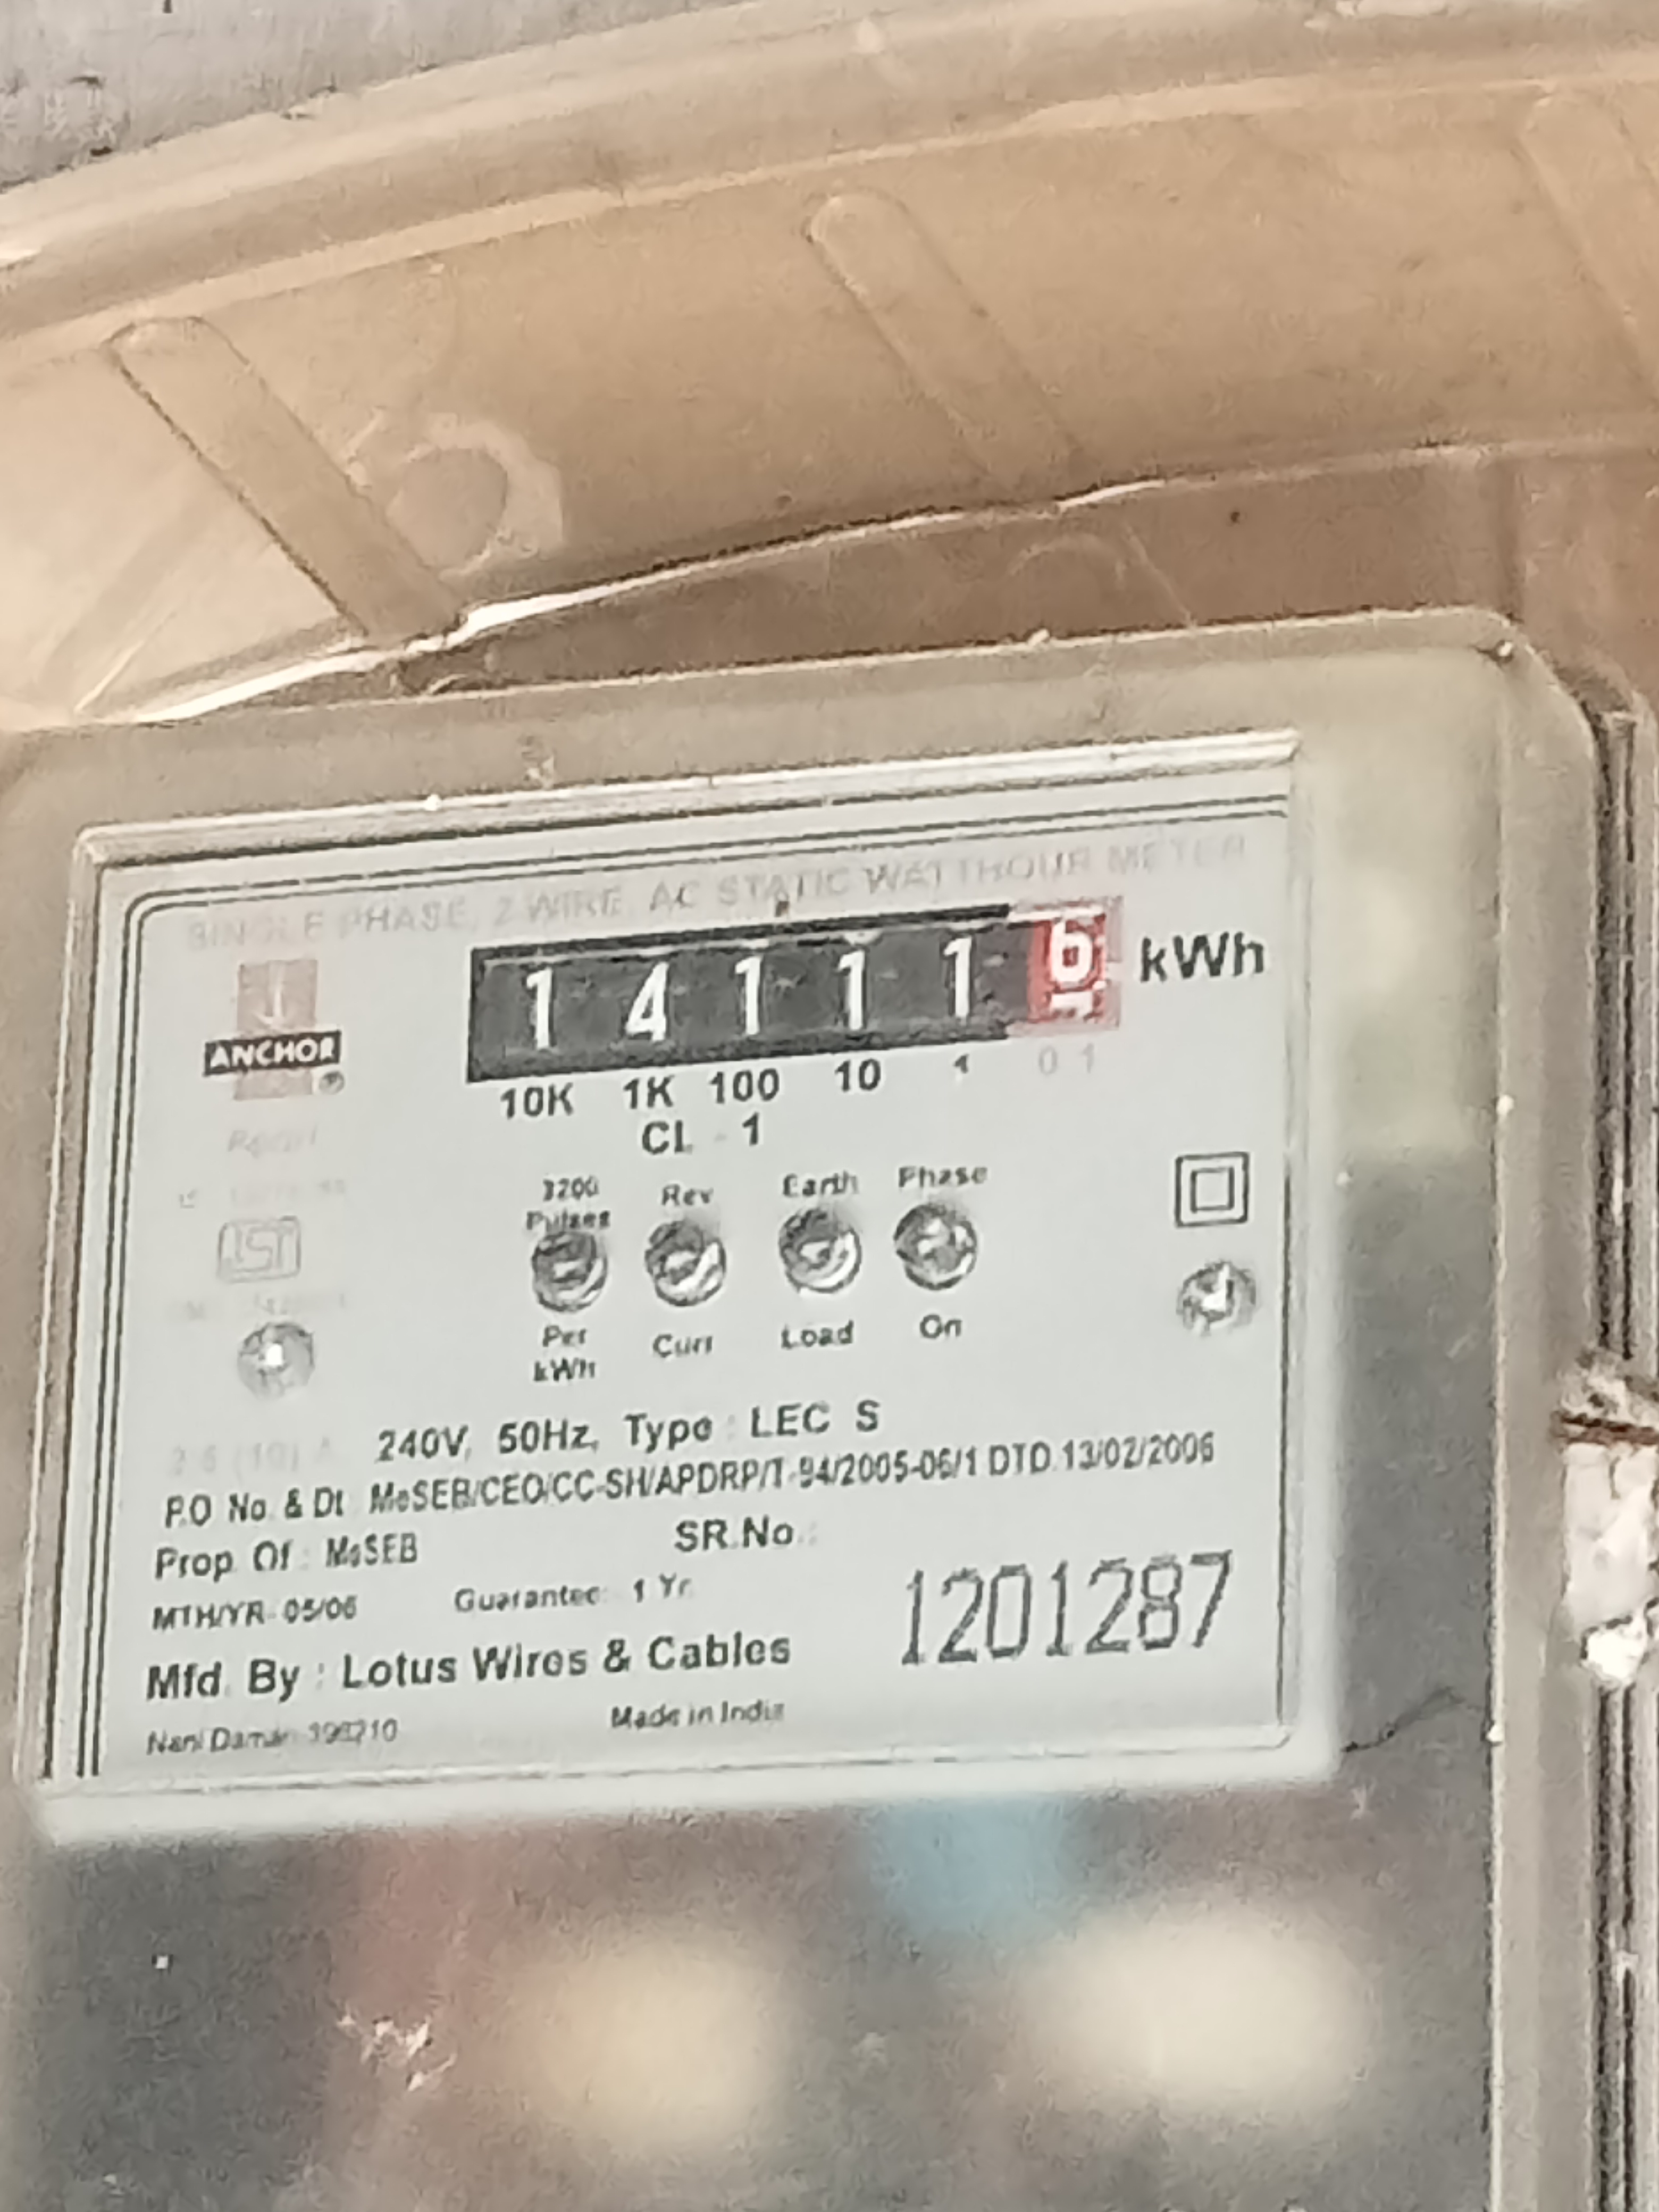 SINGLE PHASE, 2 WIRE, AC STATIC WATTHOUR METER
1 4 1 1 1 6 kWh
ANCHOR
10K 1K 100 10 1 0 1
CL - 1
3200 Pulses Per kWh
Rev Curr
Earth Load
Phase On
240V, 50Hz, Type : LEC S
P.O No. & Dt MeSEB/CEO/CC-SH/APDRP/T-94/2005-06/1 DTD.13/02/2006
Prop. Of : MeSEB SR.No :
MTH/YR- 05/06 Guarantee: 1 Yr. 1201287
Mfd. By : Lotus Wires & Cables
Nani Daman Made in India